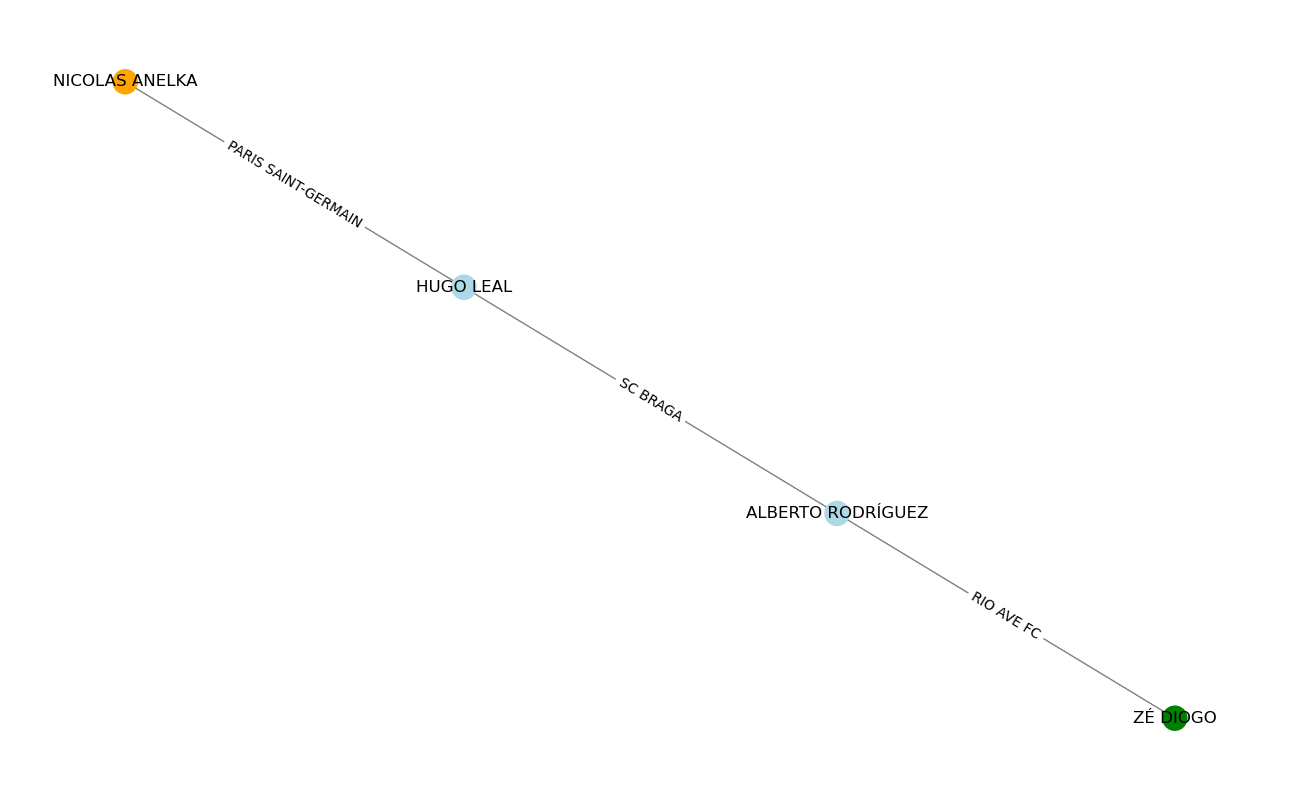 NICOLAS ANELKA
PARIS SAINT-GERMAIN
HUGO LEAL
SC BRAGA
ALBERTO RODRÍGUEZ
RIO AVE FC
ZÉ DIOGO